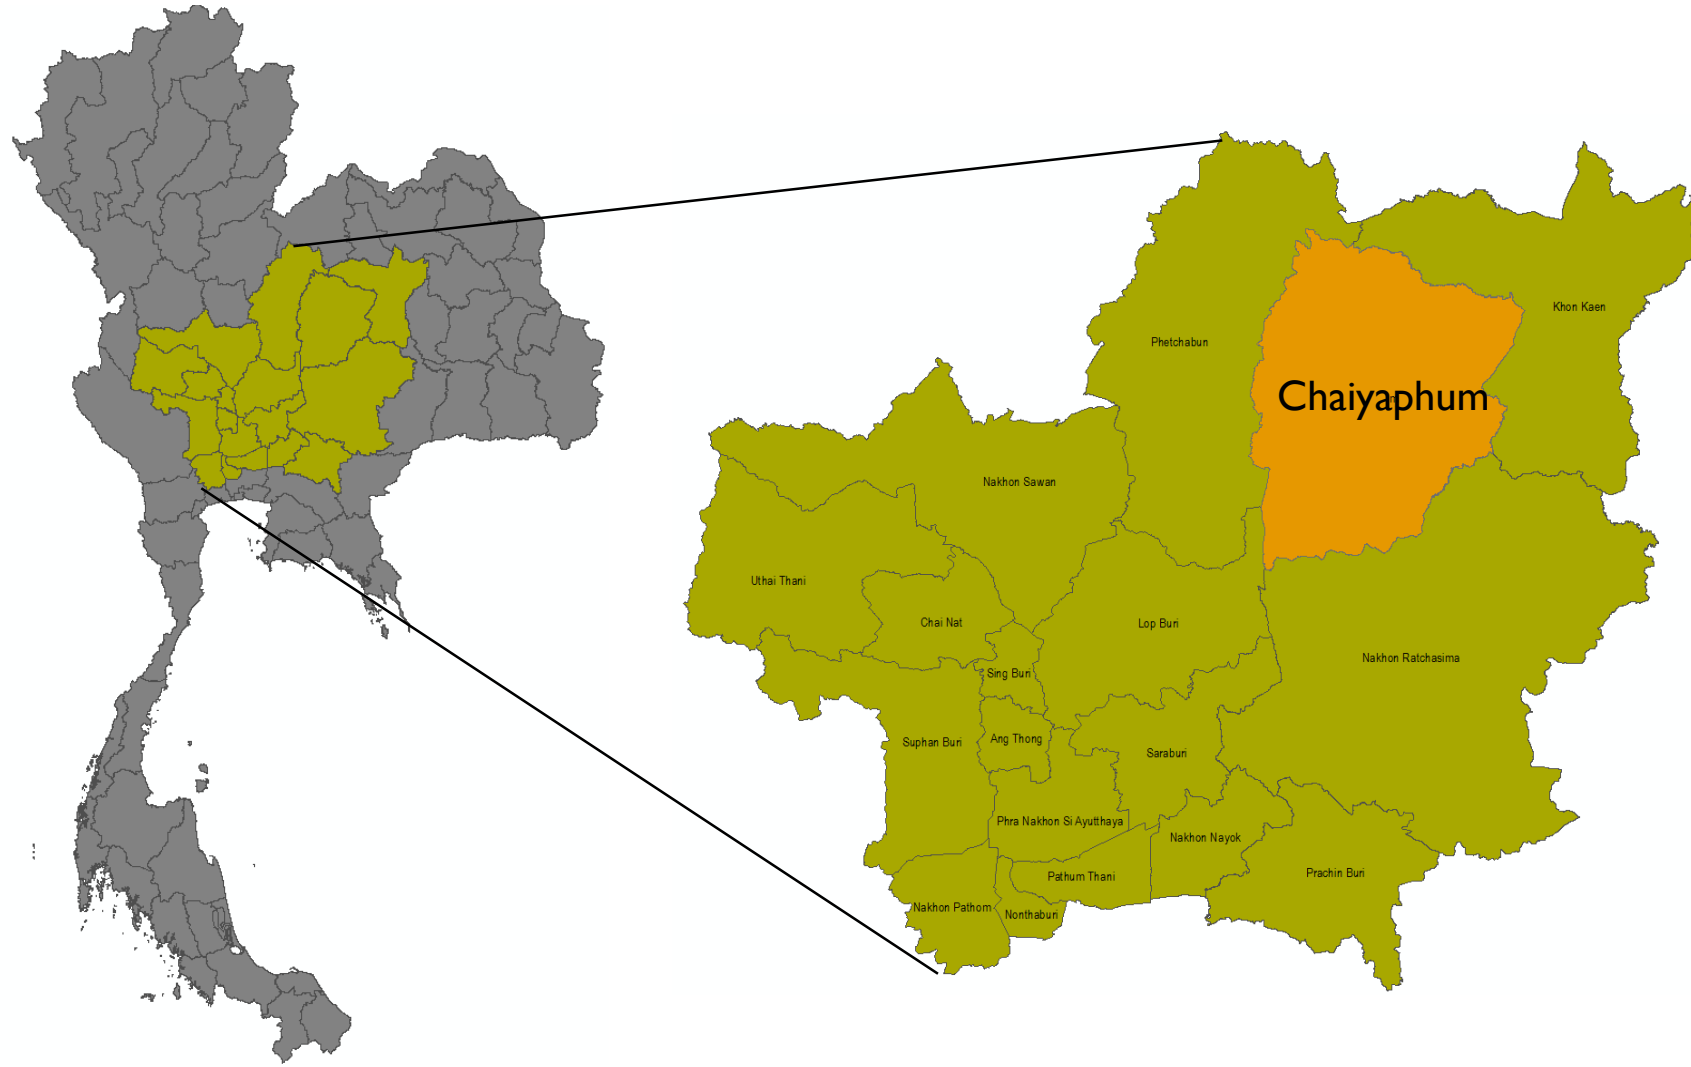 Khon Kaen
Phetchabun
Chaiyaphum
Nakhon Sawan
Uthai Thani
Chai Nat
Lop Buri
Nakhon Ratchasima
Sing Buri
Suphan Buri
Ang Thong
Saraburi
Phra Nakhon Si Ayutthaya
Nakhon Nayok
Pathum Thani
Prachin Buri
Nakhon Pathom
Nonthaburi